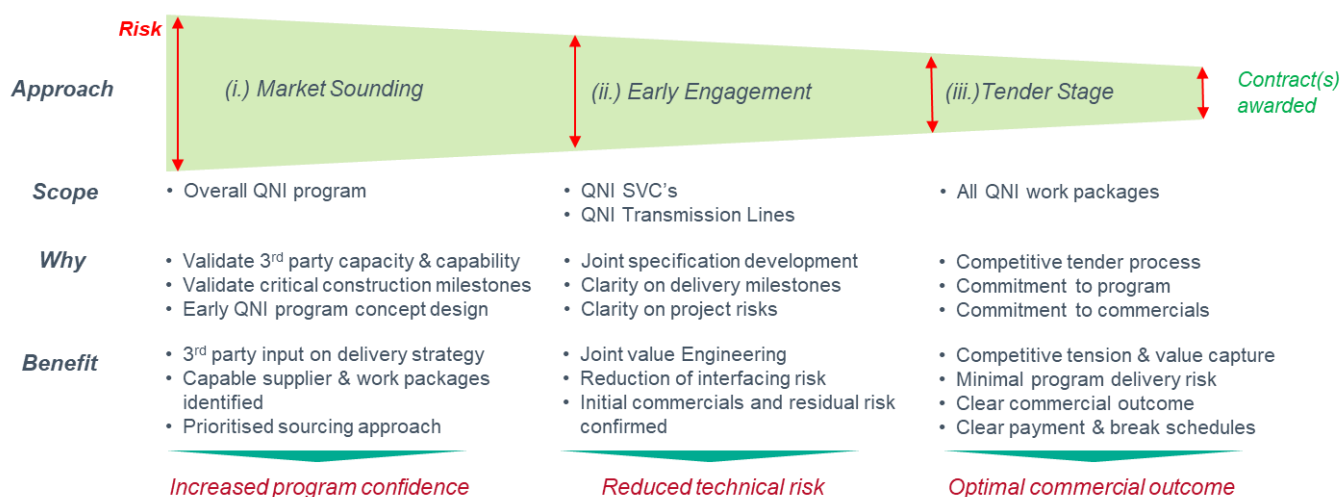 Risk
Approach
(i.) Market Sounding
(ii.) Early Engagement
(iii.)Tender Stage
Contract(s)
awarded
Scope
• Overall QNI program
• QNI SVC's
• QNI Transmission Lines
• All QNI work packages
Why
• Validate 3rd party capacity & capability
• Validate critical construction milestones
• Early QNI program concept design
• Joint specification development
• Clarity on delivery milestones
• Clarity on project risks
• Competitive tender process
• Commitment to program
• Commitment to commercials
Benefit
• 3rd party input on delivery strategy
• Capable supplier & work packages
identified
• Prioritised sourcing approach
• Joint value Engineering
• Reduction of interfacing risk
• Initial commercials and residual risk
confirmed
• Competitive tension & value capture
• Minimal program delivery risk
• Clear commercial outcome
• Clear payment & break schedules
Increased program confidence
Reduced technical risk
Optimal commercial outcome